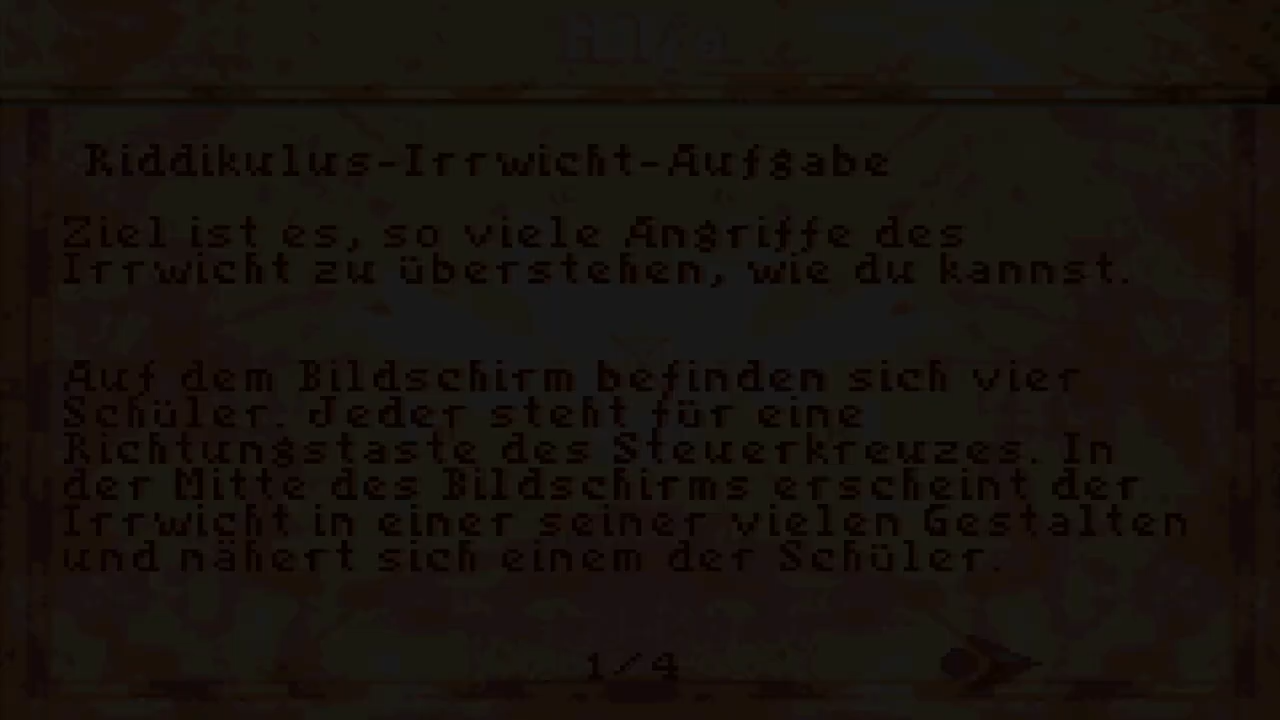 Hilfe
Riddikulus-Irrwicht-Aufgabe
Ziel ist es, so viele Angriffe des
Irrwicht zu überstehen, wie du kannst.
Auf dem Bildschirm befinden sich vier
Schüler. Jeder steht für eine
Richtungstaste des Steuerkreuzes. In
der Mitte des Bildschirms erscheint der
Irrwicht in einer seiner vielen Gestalten
und nähert sich einem der Schüler.
1/4